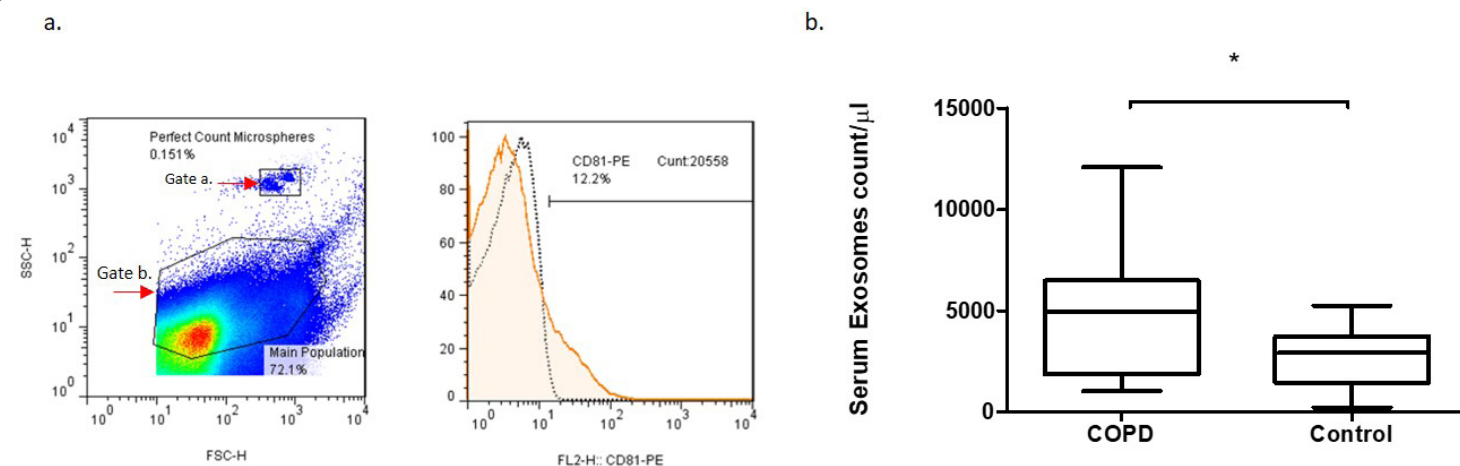 a.
Perfect Count Microspheres
0.151%
Gate a.
Gate b.
Main Population
72.1%
10^4
10^3
10^2
10^1
10^0
SSC-H
10^0 10^1 10^2 10^3 10^4
FSC-H
CD81-PE Cunt:20558
12.2%
100
80
60
40
20
0
10^0 10^1 10^2 10^3 10^4
FL2-H:: CD81-PE
b.
*
Serum Exosomes count/µl
15000
10000
5000
0
COPD Control